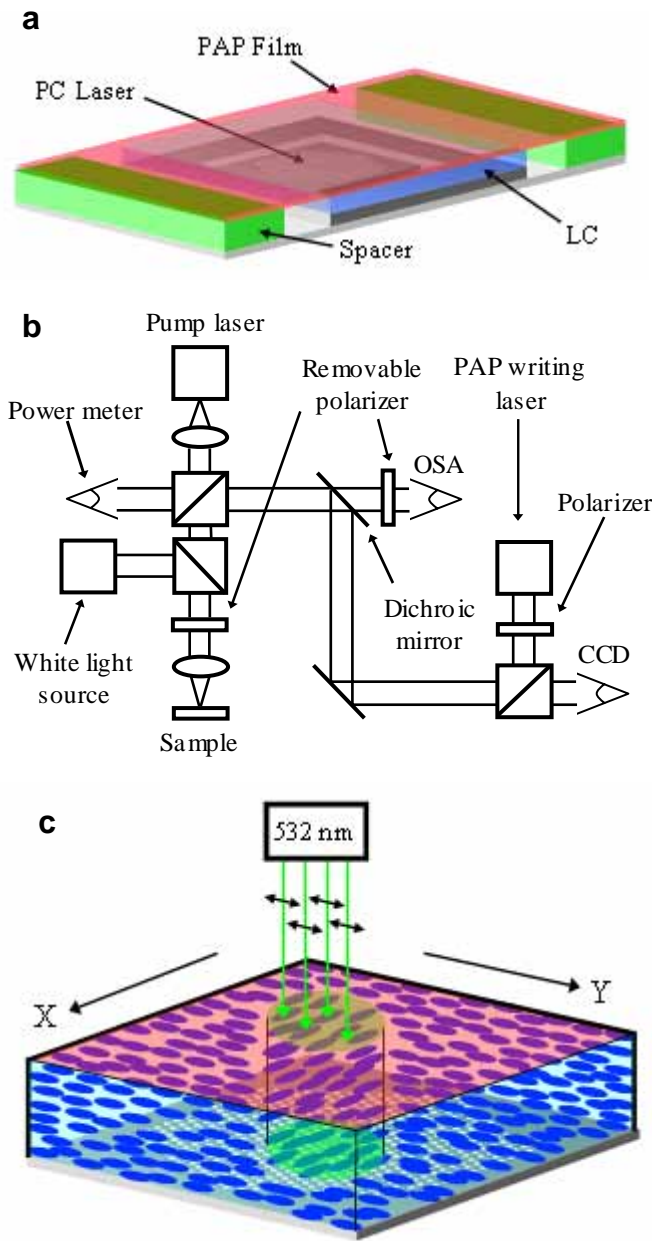 a
PAP Film
PC Laser
LC
Spacer
b
Pump laser
Removable
polarizer
PAP writing
laser
Power meter
OSA
Polarizer
Dichroic
mirror
White light
source
CCD
Sample
c
532 nm
X
Y